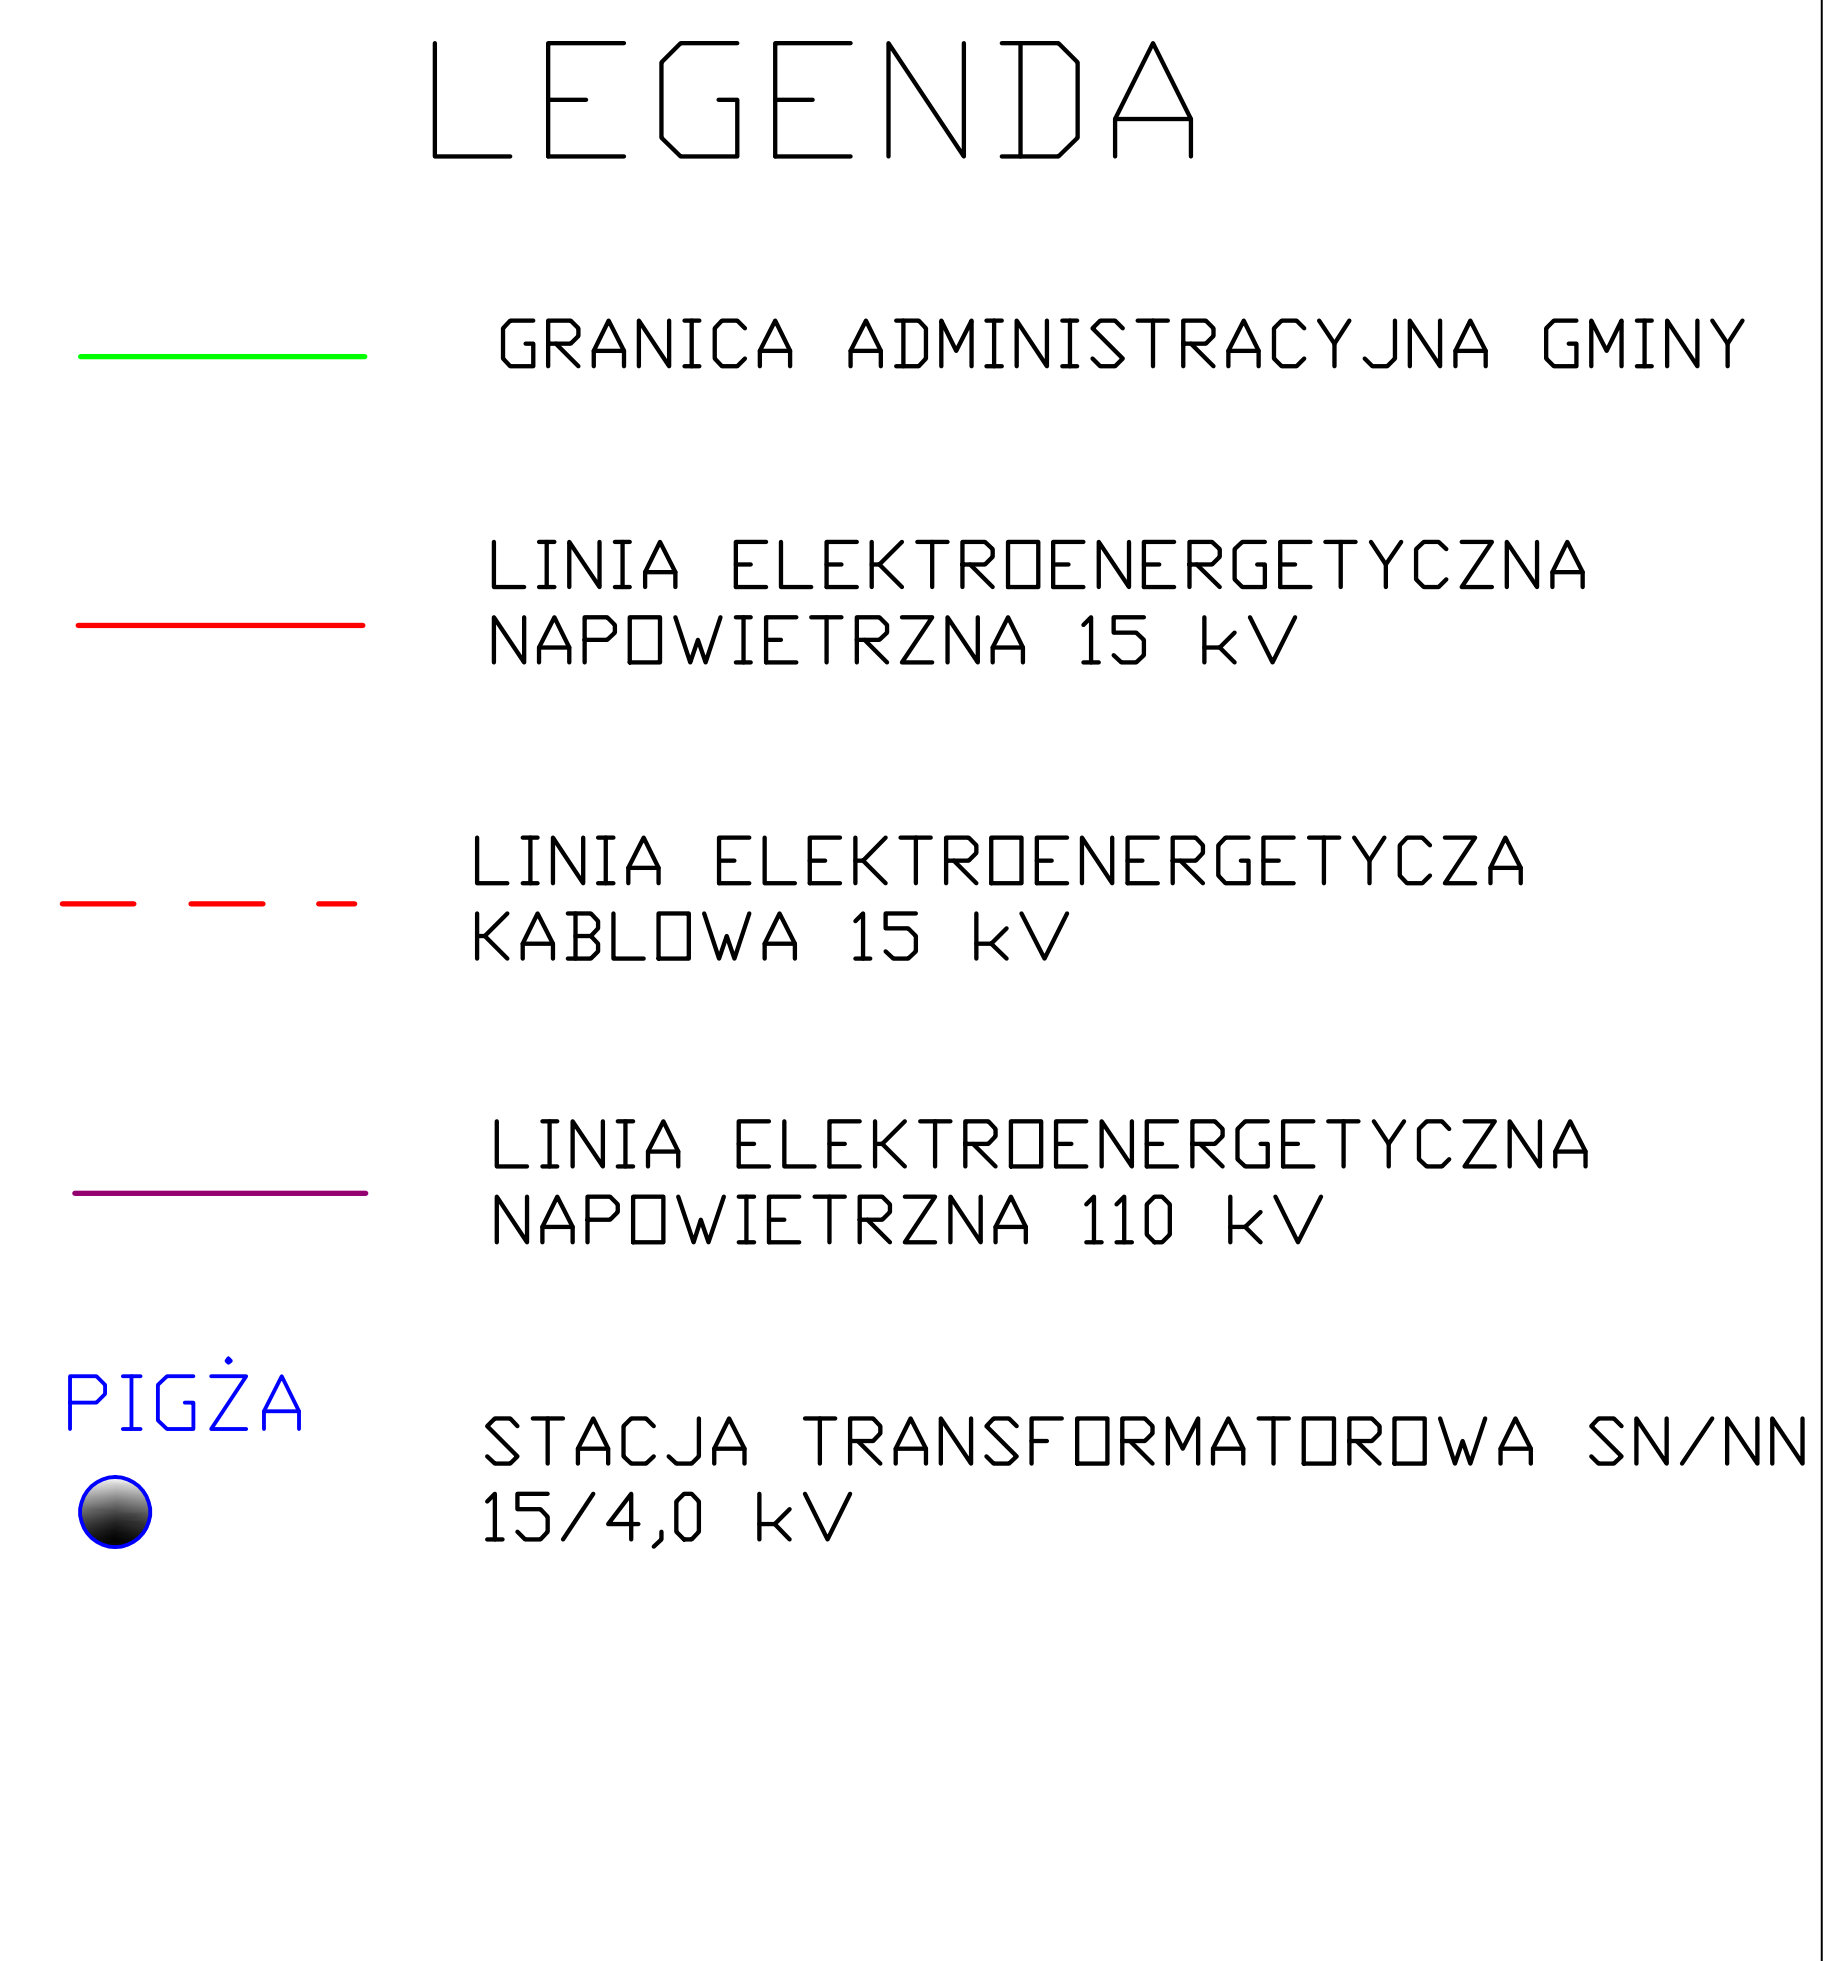 LEGENDA
GRANICA ADMINISTRACYJNA GMINY
LINIA ELEKTROENERGETYCZNA
NAPOWIETRZNA 15 kV
LINIA ELEKTROENERGETYCZA
KABLOWA 15 kV
LINIA ELEKTROENERGETYCZNA
NAPOWIETRZNA 110 kV
PIGŻA
STACJA TRANSFORMATOROWA SN/NN
15/4,0 kV